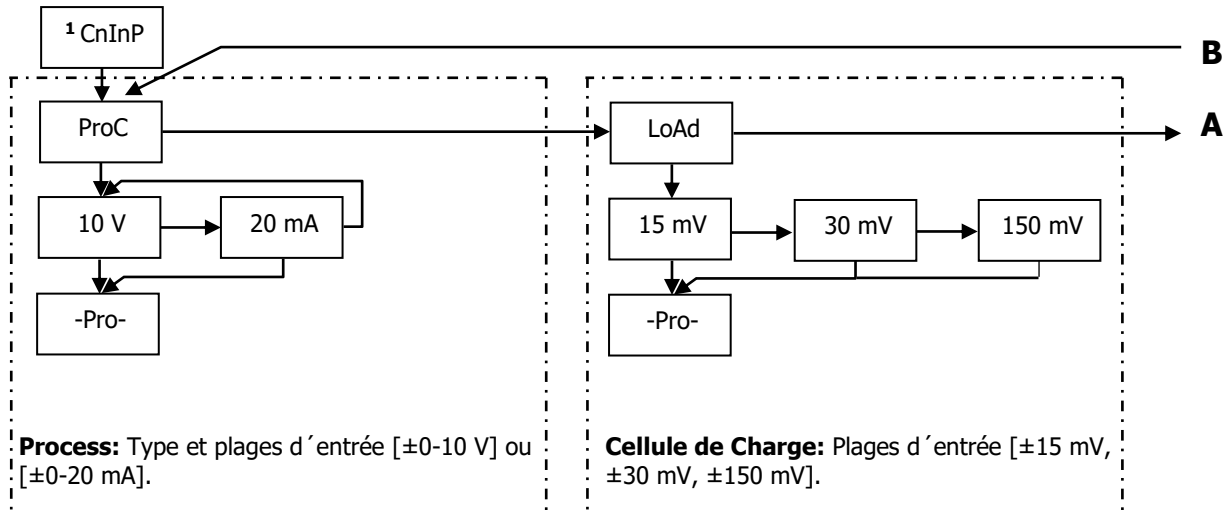 ¹ CnInP
B
ProC
LoAd
A
10 V
20 mA
15 mV
30 mV
150 mV
-Pro-
-Pro-
Process: Type et plages d´entrée [±0-10 V] ou
[±0-20 mA].
Cellule de Charge: Plages d´entrée [±15 mV,
±30 mV, ±150 mV].